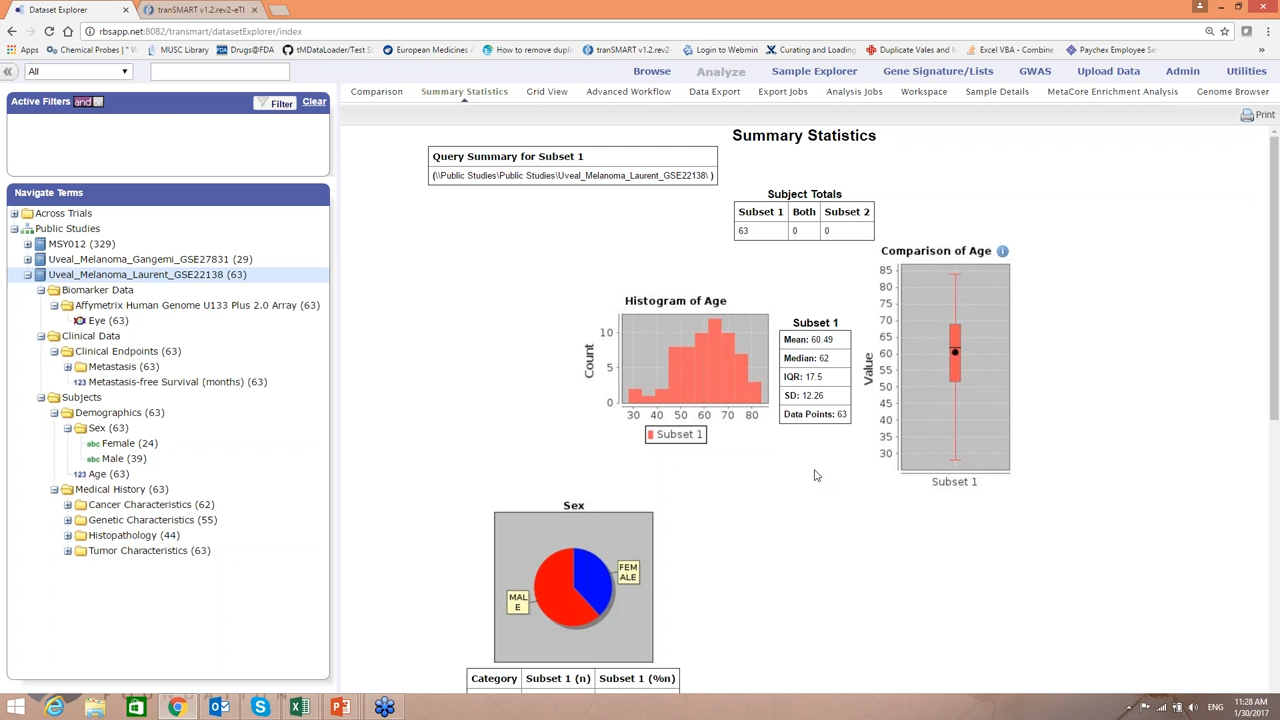 Dataset Explorer
tranSMART v1.2.rev2-eTI
rbsapp.net:8082/transmart/datasetExplorer/index
Apps
Chemical Probes | "
MUSC Library
Drugs@FDA
tMDataLoader/Test S
European Medicines
How to remove dupli
tranSMART v1.2.rev2
Login to Webmin
Curating and Loading
Duplicate Vales and M
Excel VBA - Combine
Paychex Employee Se
All
Browse
Analyze
Sample Explorer
Gene Signature/Lists
GWAS
Upload Data
Admin
Utilities
Active Filters
and
or
Filter
Clear
Comparison
Summary Statistics
Grid View
Advanced Workflow
Data Export
Export Jobs
Analysis Jobs
Workspace
Sample Details
MetaCore Enrichment Analysis
Genome Browser
Print
Navigate Terms
Across Trials
Public Studies
MSY012 (329)
Uveal_Melanoma_Gangemi_GSE27831 (29)
Uveal_Melanoma_Laurent_GSE22138 (63)
Biomarker Data
Affymetrix Human Genome U133 Plus 2.0 Array (63)
Eye (63)
Clinical Data
Clinical Endpoints (63)
Metastasis (63)
123 Metastasis-free Survival (months) (63)
Subjects
Demographics (63)
Sex (63)
abc Female (24)
abc Male (39)
123 Age (63)
Medical History (63)
Cancer Characteristics (62)
Genetic Characteristics (55)
Histopathology (44)
Tumor Characteristics (63)
Summary Statistics
Query Summary for Subset 1
(\\Public Studies\Public Studies\Uveal_Melanoma_Laurent_GSE22138\ )
Subject Totals
Subset 1 Both Subset 2
63 0 0
Histogram of Age
Count
10
5
0
30 40 50 60 70 80
Subset 1
Subset 1
Mean: 60.49
Median: 62
IQR: 17.5
SD: 12.26
Data Points: 63
Comparison of Age
Value
85
80
75
70
65
60
55
50
45
40
35
30
Subset 1
Sex
FEM
ALE
MAL
E
Category Subset 1 (n) Subset 1 (%n)
ENG
11:28 AM
1/30/2017